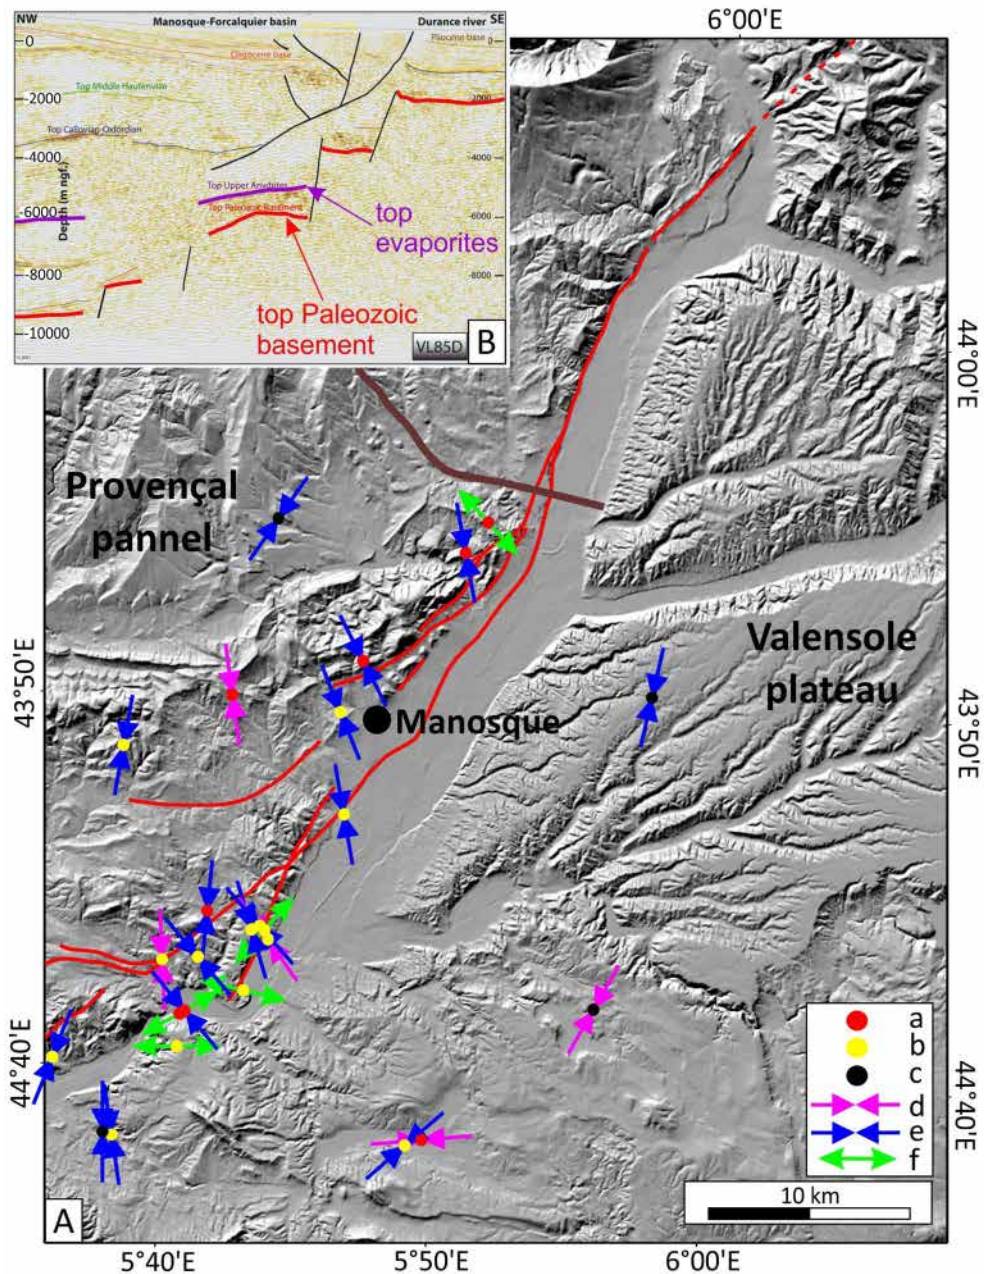 6°00'E
NW
Manosque-Forcalquier basin
Durance river
SE
0
0
Pliocene base
Oligocene base
Top Middle Hauterivian
-2000
-2000
Top Callovian-Oxfordian
-4000
-4000
Depth (m ngf.)
Top Upper Anhydrites
-6000
Top Paleozoic Basement
-6000
top
evaporites
-8000
-8000
top Paleozoic
basement
-10000
VL85D
B
44°00'E
Provençal
pannel
43°50'E
Valensole
plateau
Manosque
43°50'E
44°40'E
44°40'E
a
b
c
d
e
f
10 km
A
5°40'E
5°50'E
6°00'E